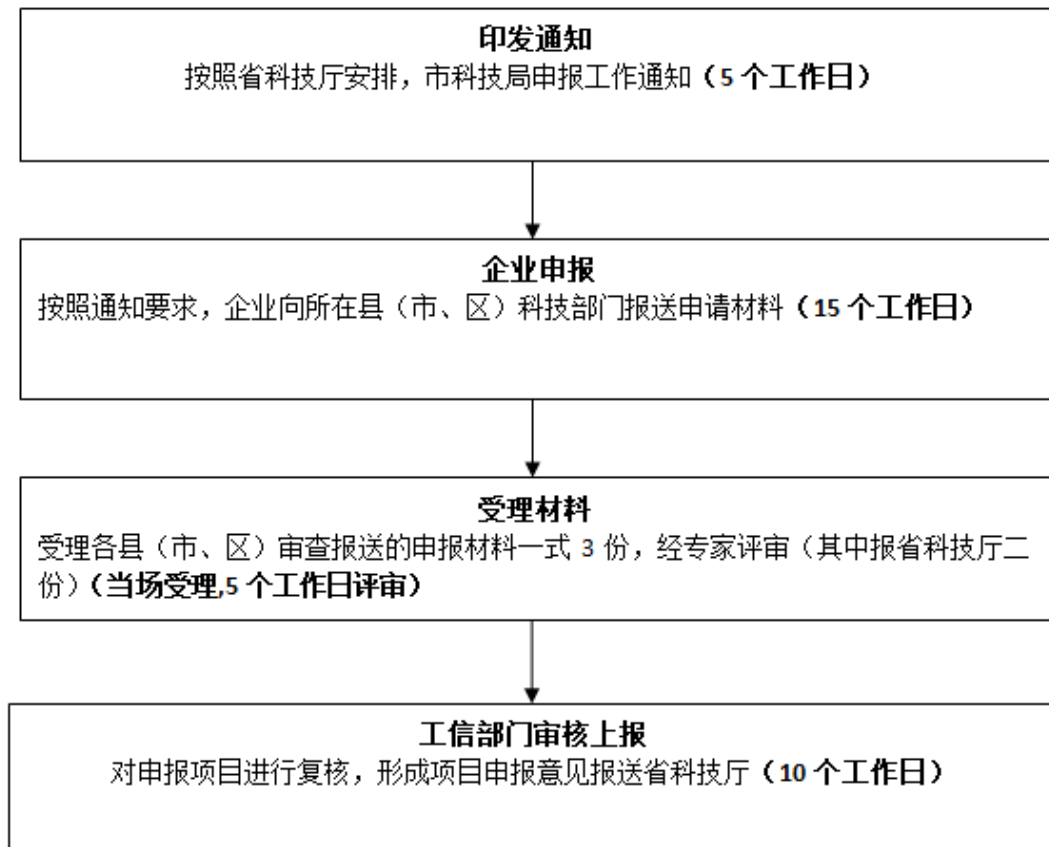 印发通知
按照省科技厅安排，市科技局申报工作通知（5 个工作日）
企业申报
按照通知要求，企业向所在县（市、区）科技部门报送申请材料（15 个工作日）
受理材料
受理各县（市、区）审查报送的申报材料一式 3 份，经专家评审（其中报省科技厅二
份）（当场受理,5 个工作日评审）
工信部门审核上报
对申报项目进行复核，形成项目申报意见报送省科技厅（10 个工作日）